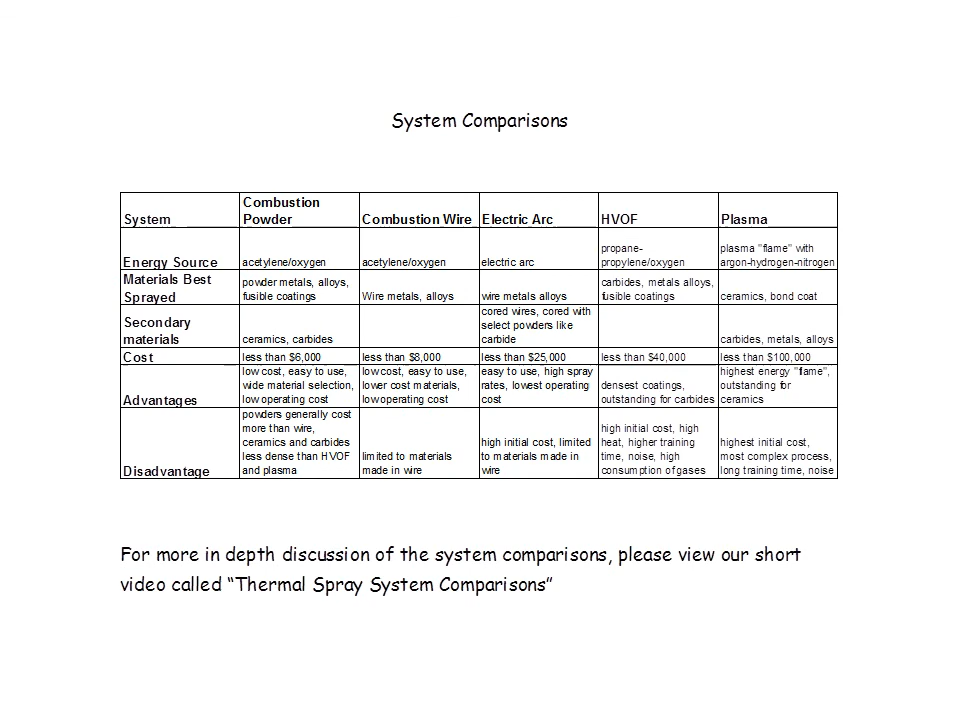 System Comparisons
System
Combustion
Powder
Combustion Wire
Electric Arc
HVOF
Plasma
Energy Source
acetylene/oxygen
acetylene/oxygen
electric arc
propane-
propylene/oxygen
plasma "flame" with
argon-hydrogen-nitrogen
Materials Best
Sprayed
powder metals, alloys,
fusible coatings
Wire metals, alloys
wire metals alloys
carbides, metals alloys,
fusible coatings
ceramics, bond coat
Secondary
materials
ceramics, carbides
cored wires, cored with
select powders like
carbide
carbides, metals, alloys
Cost
less than $6,000
less than $8,000
less than $25,000
less than $40,000
less than $100,000
Advantages
low cost, easy to use,
wide material selection,
low operating cost
low cost, easy to use,
lower cost materials,
low operating cost
easy to use, high spray
rates, lowest operating
cost
densest coatings,
outstanding for carbides
highest energy "flame",
outstanding for
ceramics
Disadvantage
powders generally cost
more than wire,
ceramics and carbides
less dense than HVOF
and plasma
limited to materials
made in wire
high initial cost, limited
to materials made in
wire
high initial cost, high
heat, higher training
time, noise, high
consumption of gases
highest initial cost,
most complex process,
long training time, noise
For more in depth discussion of the system comparisons, please view our short
video called “Thermal Spray System Comparisons”